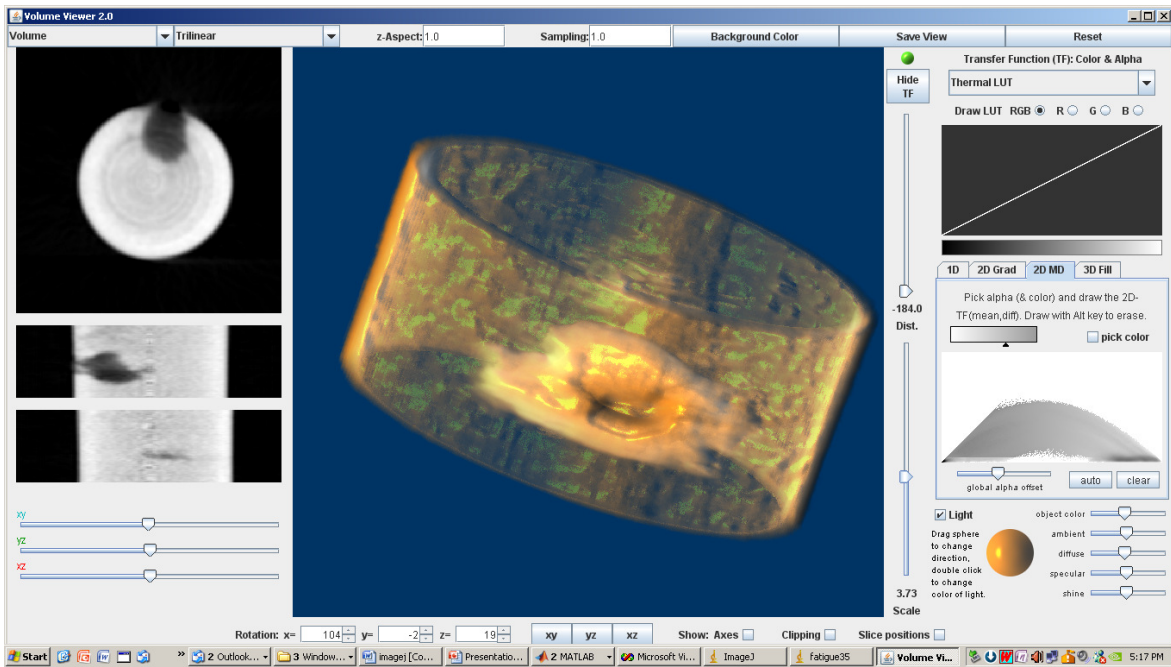 Volume Viewer 2.0
Volume Trilinear z-Aspect: 1.0 Sampling: 1.0 Background Color Save View Reset
Transfer Function (TF): Color & Alpha
Hide
TF
Thermal LUT
Draw LUT RGB R G B
1D 2D Grad 2D MD 3D Fill
Pick alpha (& color) and draw the 2D-
TF(mean,diff). Draw with Alt key to erase.
pick color
-184.0
Dist.
global alpha offset auto clear
xy
yz
xz
Light
Drag sphere
to change
direction,
double click
to change
color of light.
object color
ambient
diffuse
specular
shine
3.73
Scale
Rotation: x= 104 y= -2 z= 19 xy yz xz Show: Axes Clipping Slice positions
Start » 2 Outlook... 3 Window... imagej [Co... Presentatio... 2 MATLAB Microsoft Vi... ImageJ fatigue35 Volume Vi... 5:17 PM